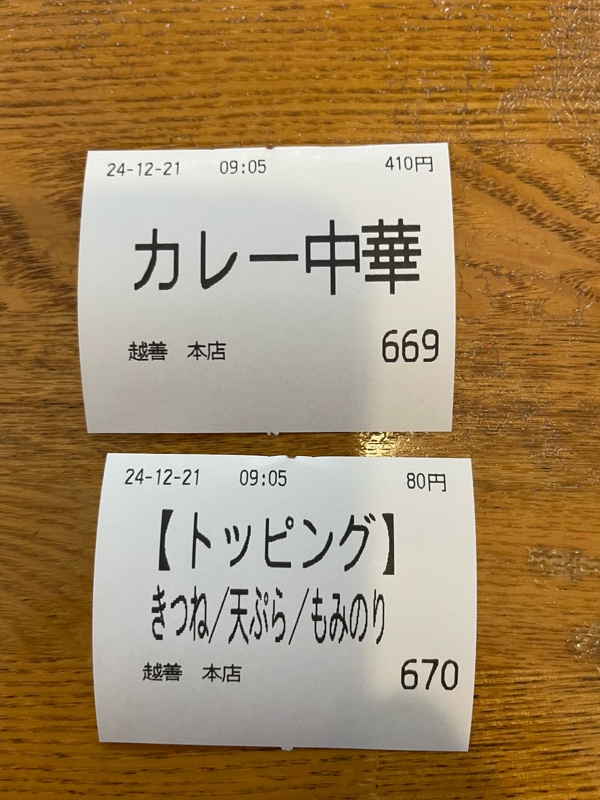 24-12-21 09:05 410円
カレー中華
越善 本店 669
24-12-21 09:05 80円
【トッピング】
きつね/天ぷら/もみのり
越善 本店 670